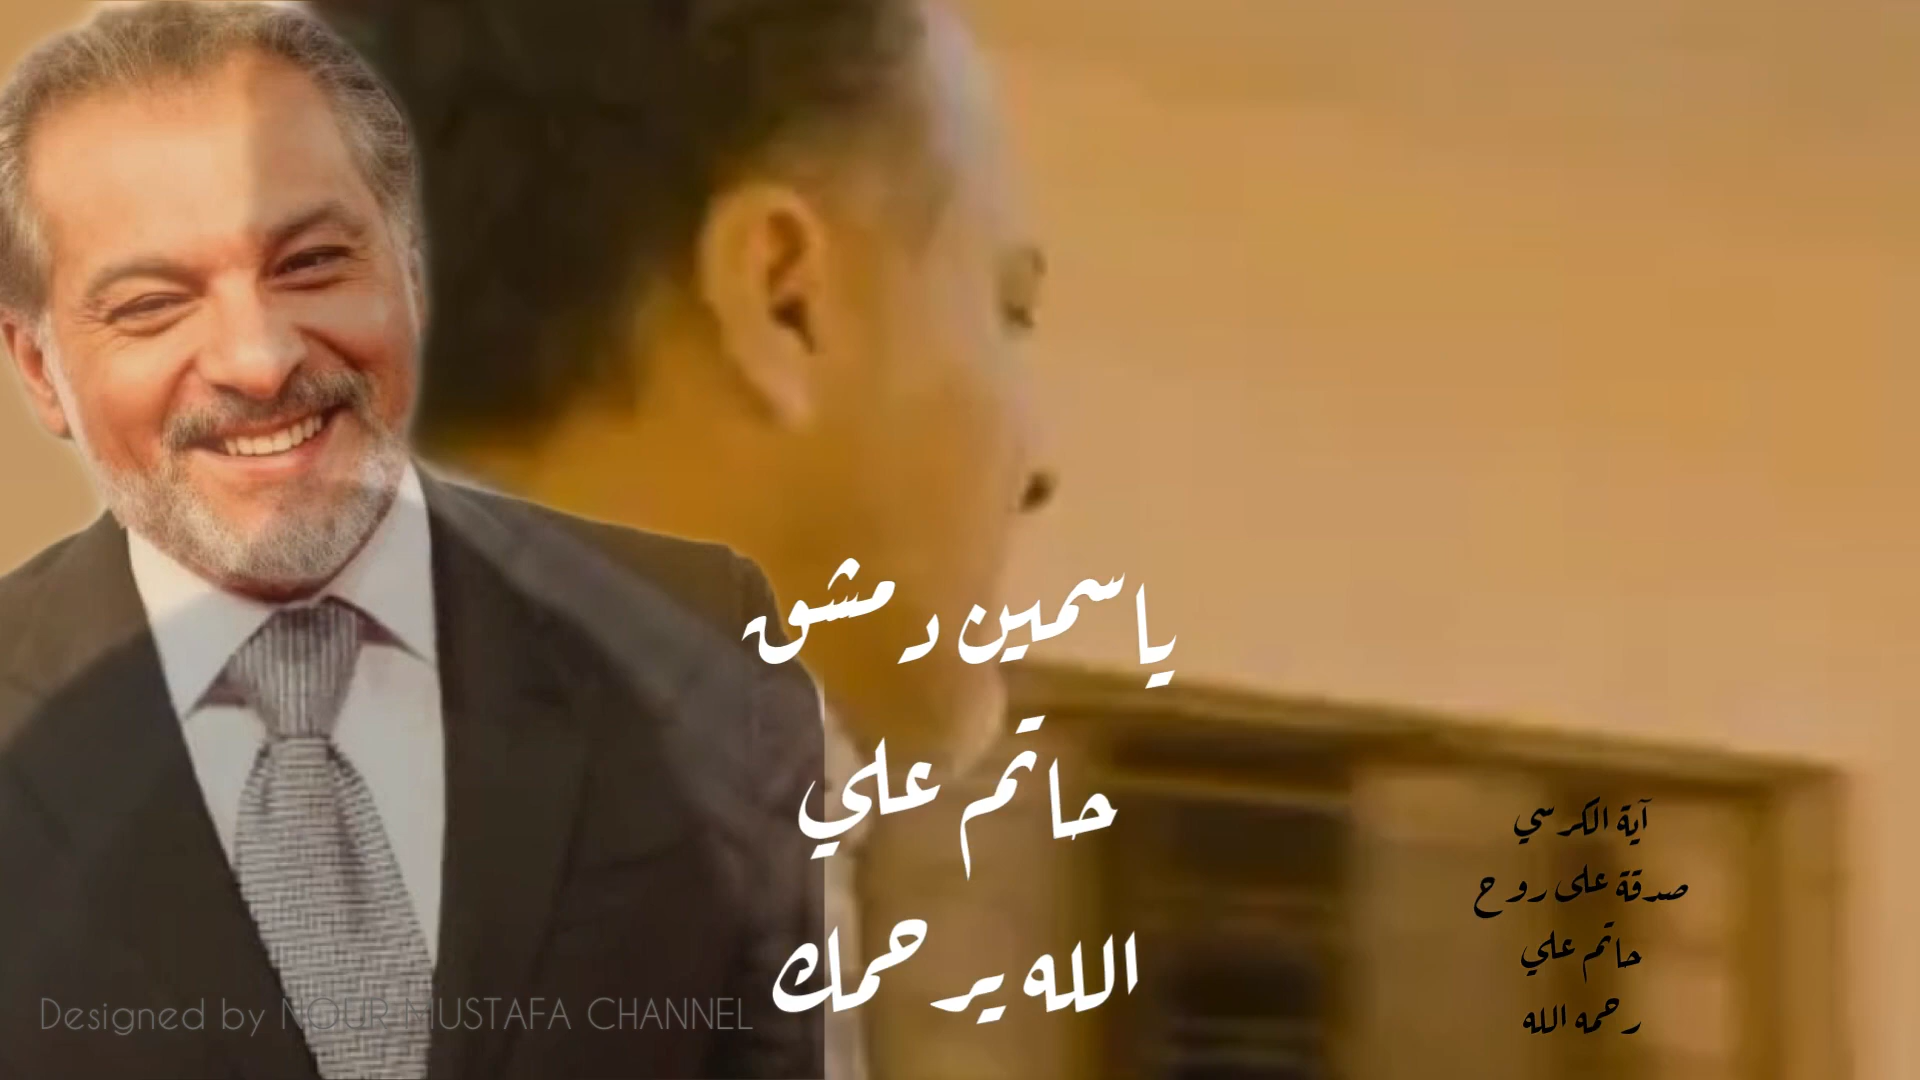 ياسمين دمشق
حاتم علي
الله يرحمك
آية الكرسي
صدقة على روح
حاتم علي
رحمه الله
Designed by NOUR MUSTAFA CHANNEL